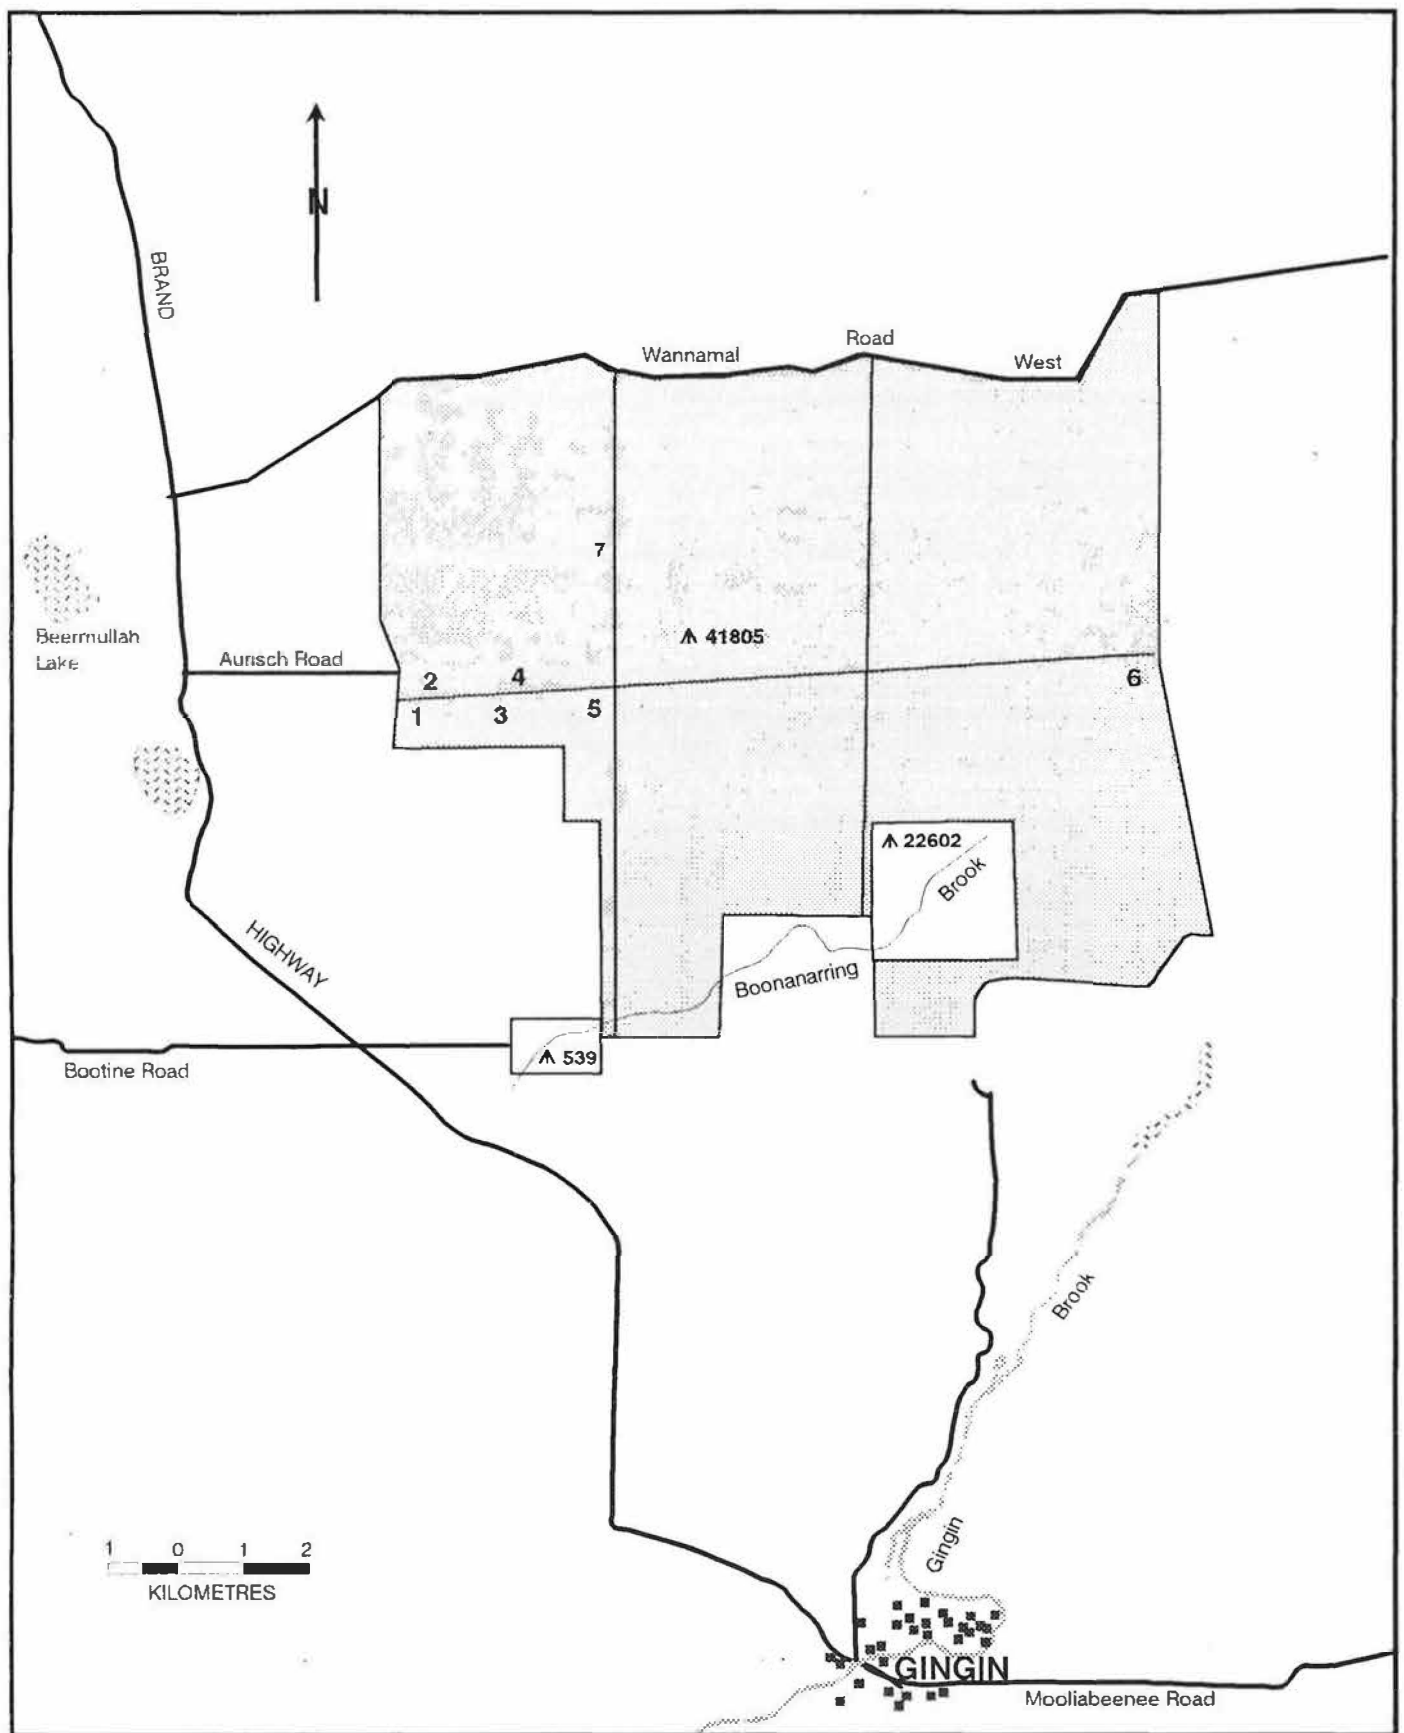 N
BRAND
Road
Wannamal
West
7
Beermullah
Lake
41805
Aurisch Road
2
4
6
1
3
5
22602
Brook
HIGHWAY
Boonanarring
539
Bootine Road
Brook
Gingin
1 0 1 2
KILOMETRES
GINGIN
Mooliabeenee Road